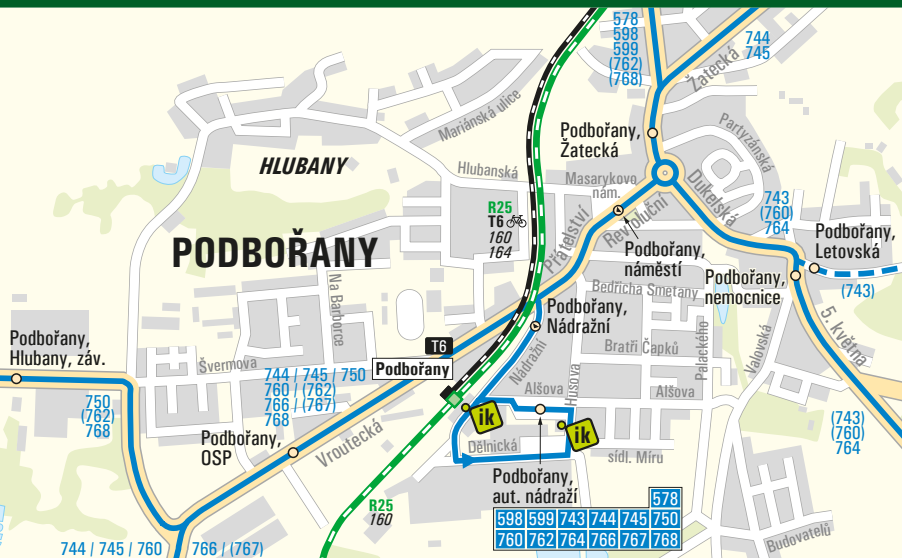 578
598
599
(762)
(768)
744
745
Žatecká
Mariánská ulice
Podbořany,
Žatecká
Partyzánská
HLUBANY
Hlubanská
Masarykovo
nám.
Dukelská
R25
T6
160
164
743
(760)
764
Přátelství
Revoluční
PODBOŘANY
Podbořany,
Letovská
Podbořany,
náměstí
Podbořany,
nemocnice
(743)
Na Barborce
Bedřicha Smetany
Podbořany,
Nádražní
5. května
Podbořany,
Hlubany, záv.
T6
Podbořany
Bratří Čapků
Palackého
Valovská
Švermova
744 / 745 / 750
760 / (762)
766 / (767)
768
Nádražní
Alšova
Husova
Alšova
750
(762)
768
ik
ik
(743)
(760)
764
Podbořany,
OSP
Vroutecká
Dělnická
sídl. Míru
Podbořany,
aut. nádraží
R25
160
578
598 599 743 744 745 750
760 762 764 766 767 768
Budovatelů
744 / 745 / 760
766 / (767)